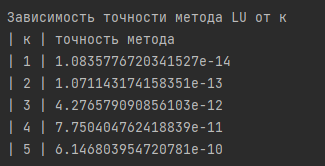 Зависимость точности метода LU от к
| к | точность метода
| 1 | 1.0835776720341527e-14
| 2 | 1.071143174158351e-13
| 3 | 4.276579090856103e-12
| 4 | 7.750404762418839e-11
| 5 | 6.146803954720781e-10